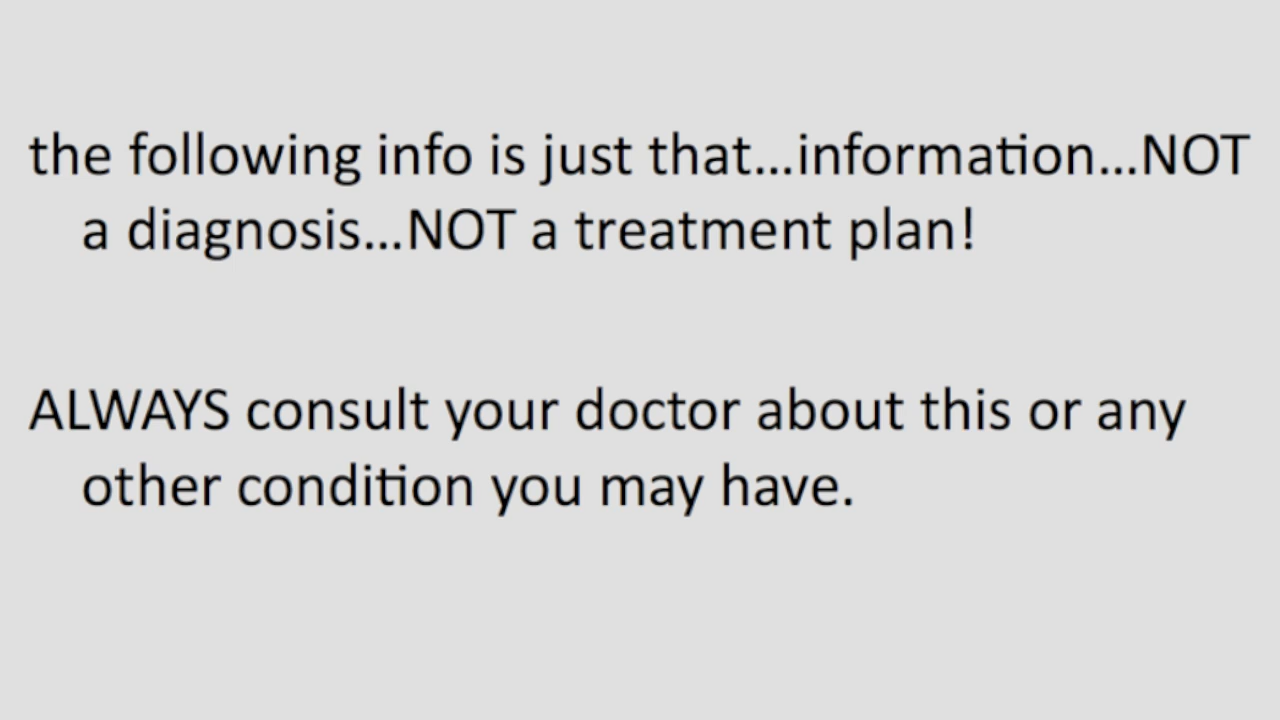 the following info is just that...information...NOT
a diagnosis...NOT a treatment plan!
ALWAYS consult your doctor about this or any
other condition you may have.